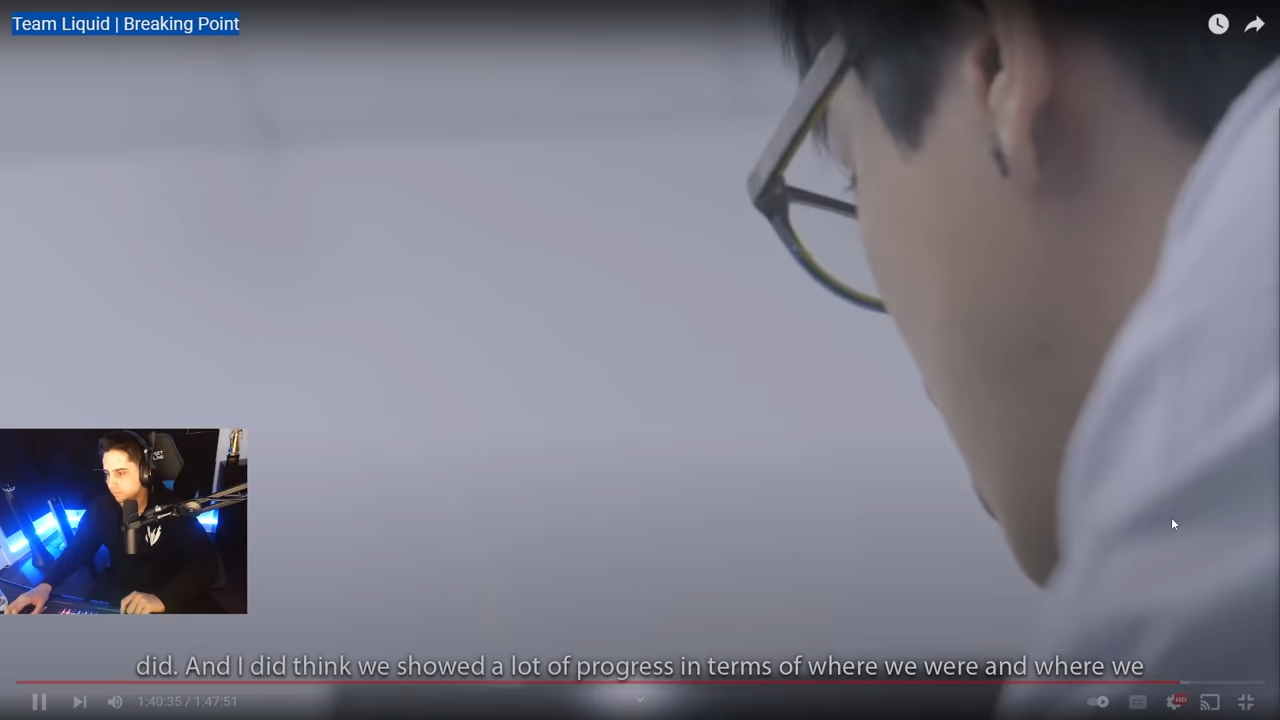 Team Liquid | Breaking Point
did. And I did think we showed a lot of progress in terms of where we were and where we
1:40:35 / 1:47:51
HD